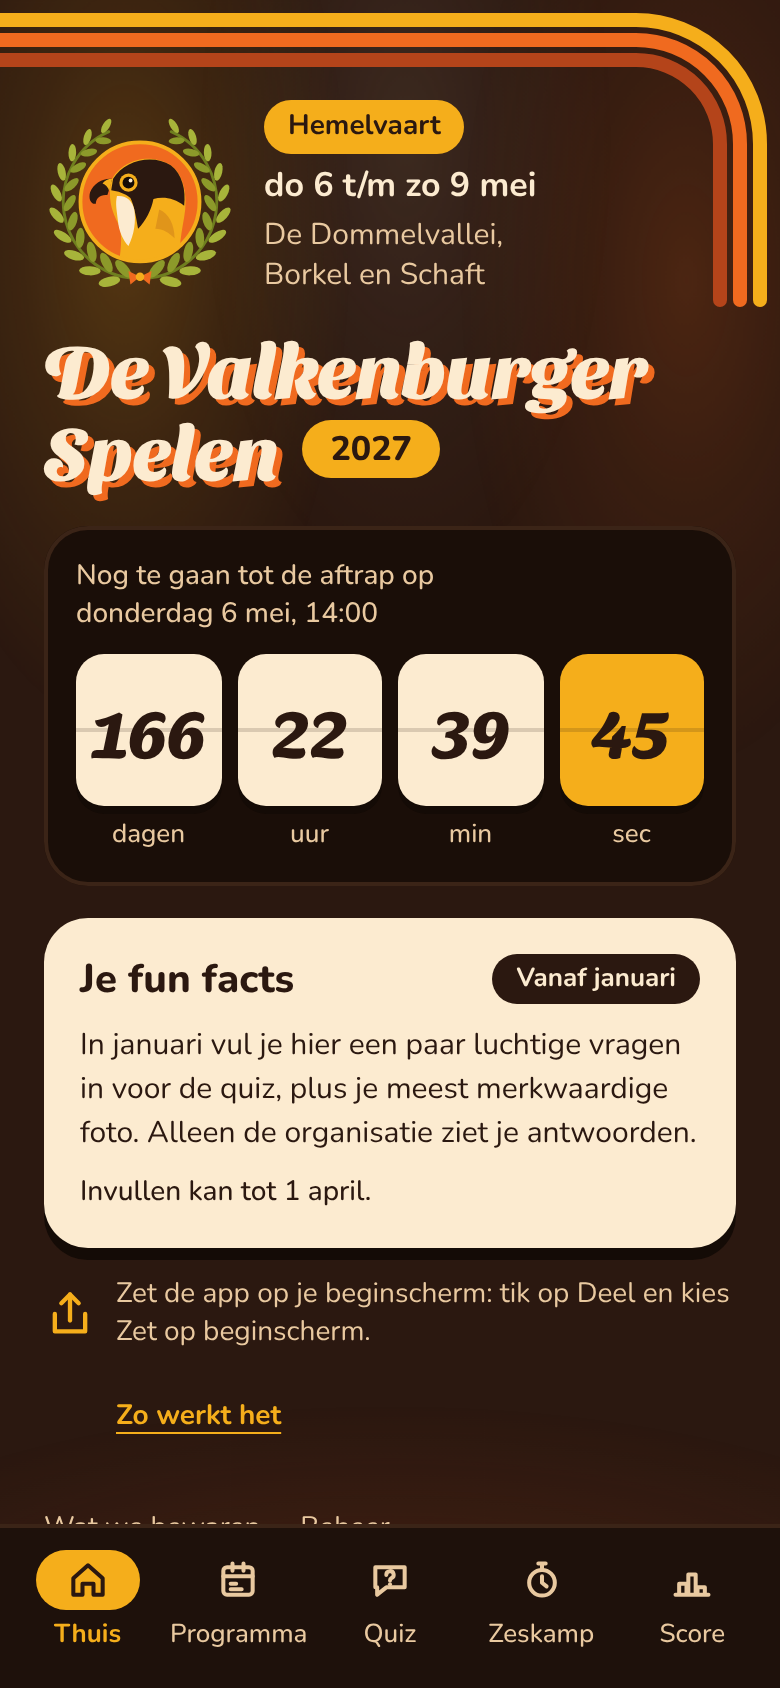 Hemelvaart
do 6 t/m zo 9 mei
De Dommelvallei,
Borkel en Schaft
De Valkenburger
Spelen 2027
Nog te gaan tot de aftrap op
donderdag 6 mei, 14:00
166 22 39 45
dagen uur min sec
Je fun facts Vanaf januari
In januari vul je hier een paar luchtige vragen
in voor de quiz, plus je meest merkwaardige
foto. Alleen de organisatie ziet je antwoorden.
Invullen kan tot 1 april.
Zet de app op je beginscherm: tik op Deel en kies
Zet op beginscherm.
Zo werkt het
Wat we bewaren Beheer
Thuis Programma Quiz Zeskamp Score